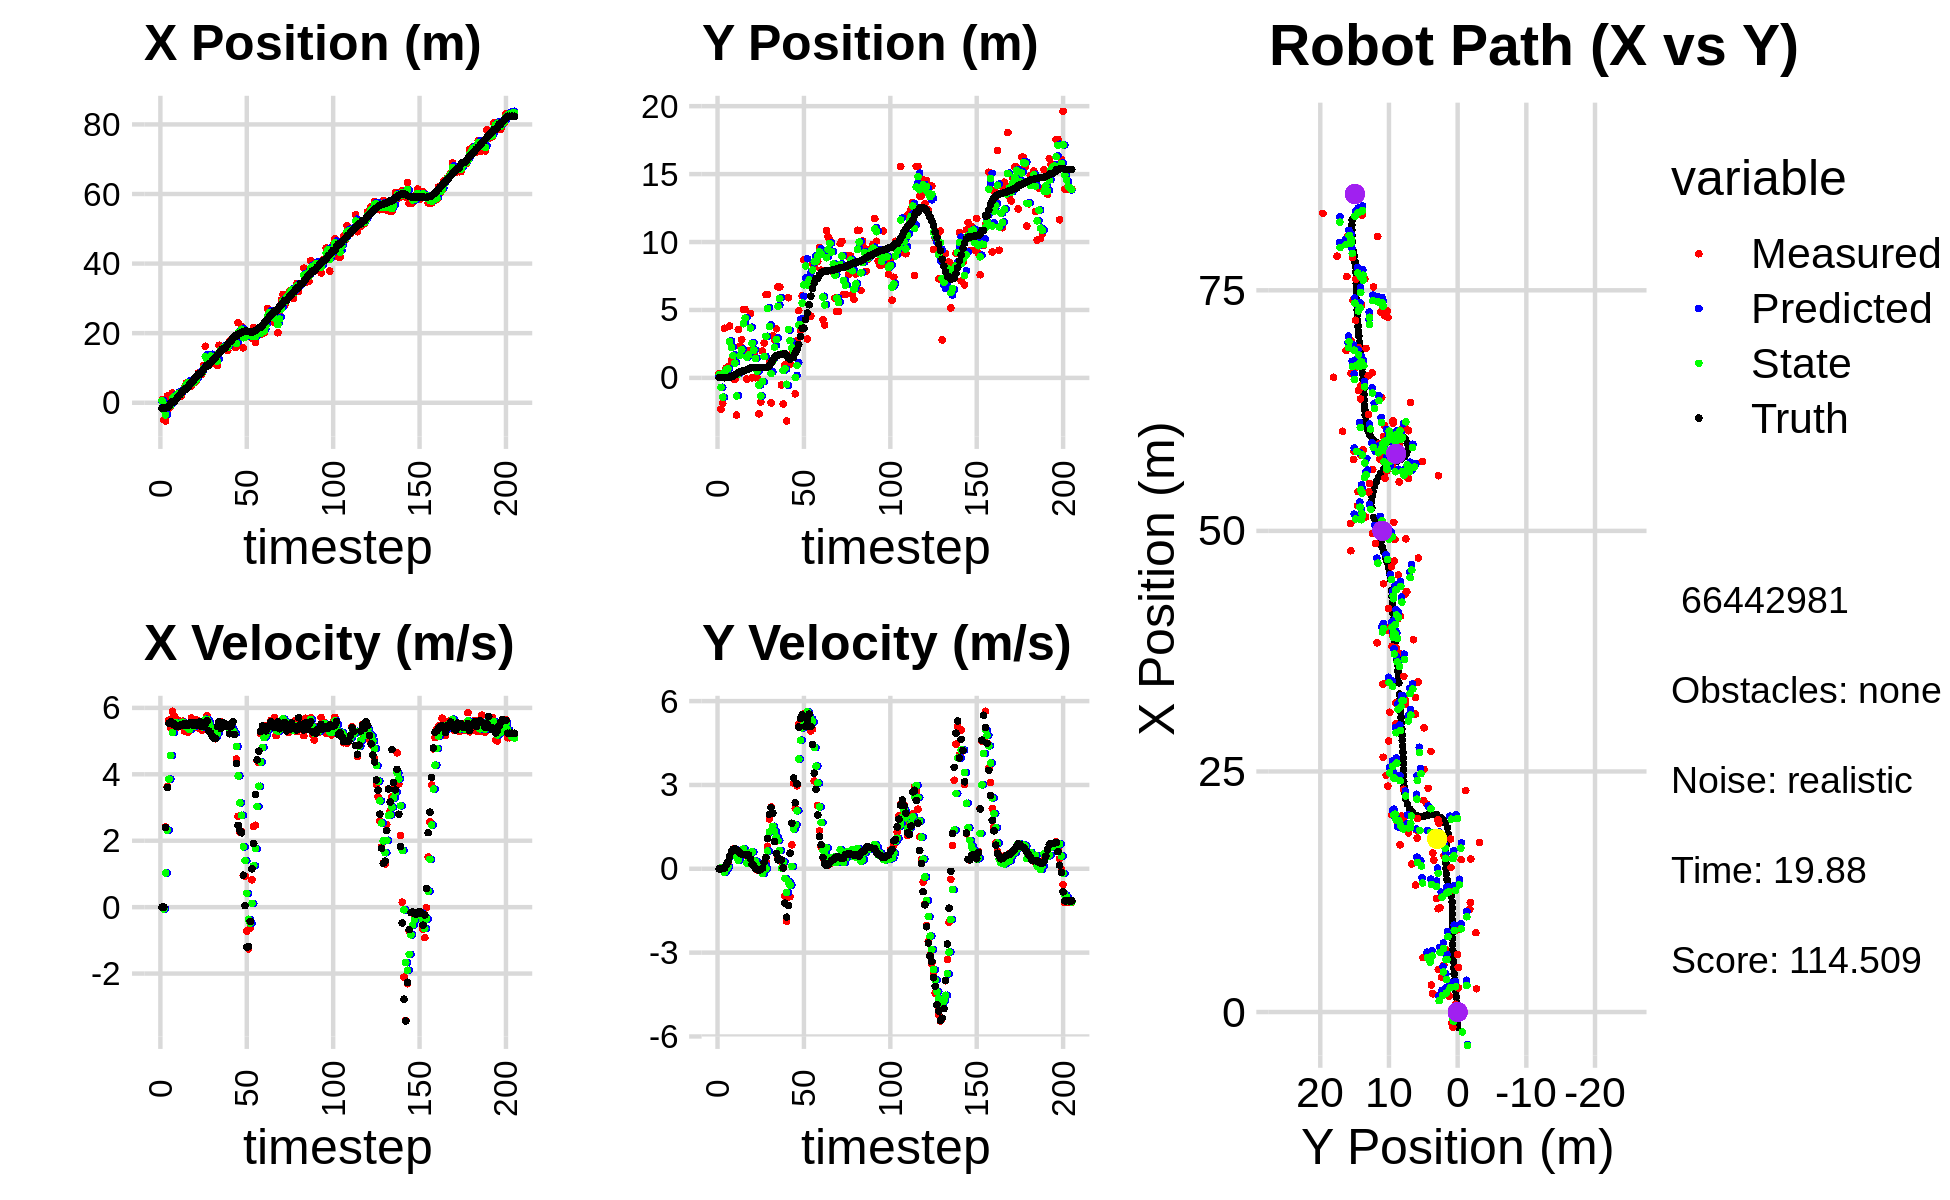 X Position (m)
80
60
40
20
0
0
50
100
150
200
timestep
Y Position (m)
20
15
10
5
0
0
50
100
150
200
timestep
X Velocity (m/s)
6
4
2
0
-2
0
50
100
150
200
timestep
Y Velocity (m/s)
6
3
0
-3
-6
0
50
100
150
200
timestep
Robot Path (X vs Y)
X Position (m)
75
50
25
0
20 10 0 -10 -20
Y Position (m)
variable
Measured
Predicted
State
Truth
66442981
Obstacles: none
Noise: realistic
Time: 19.88
Score: 114.509